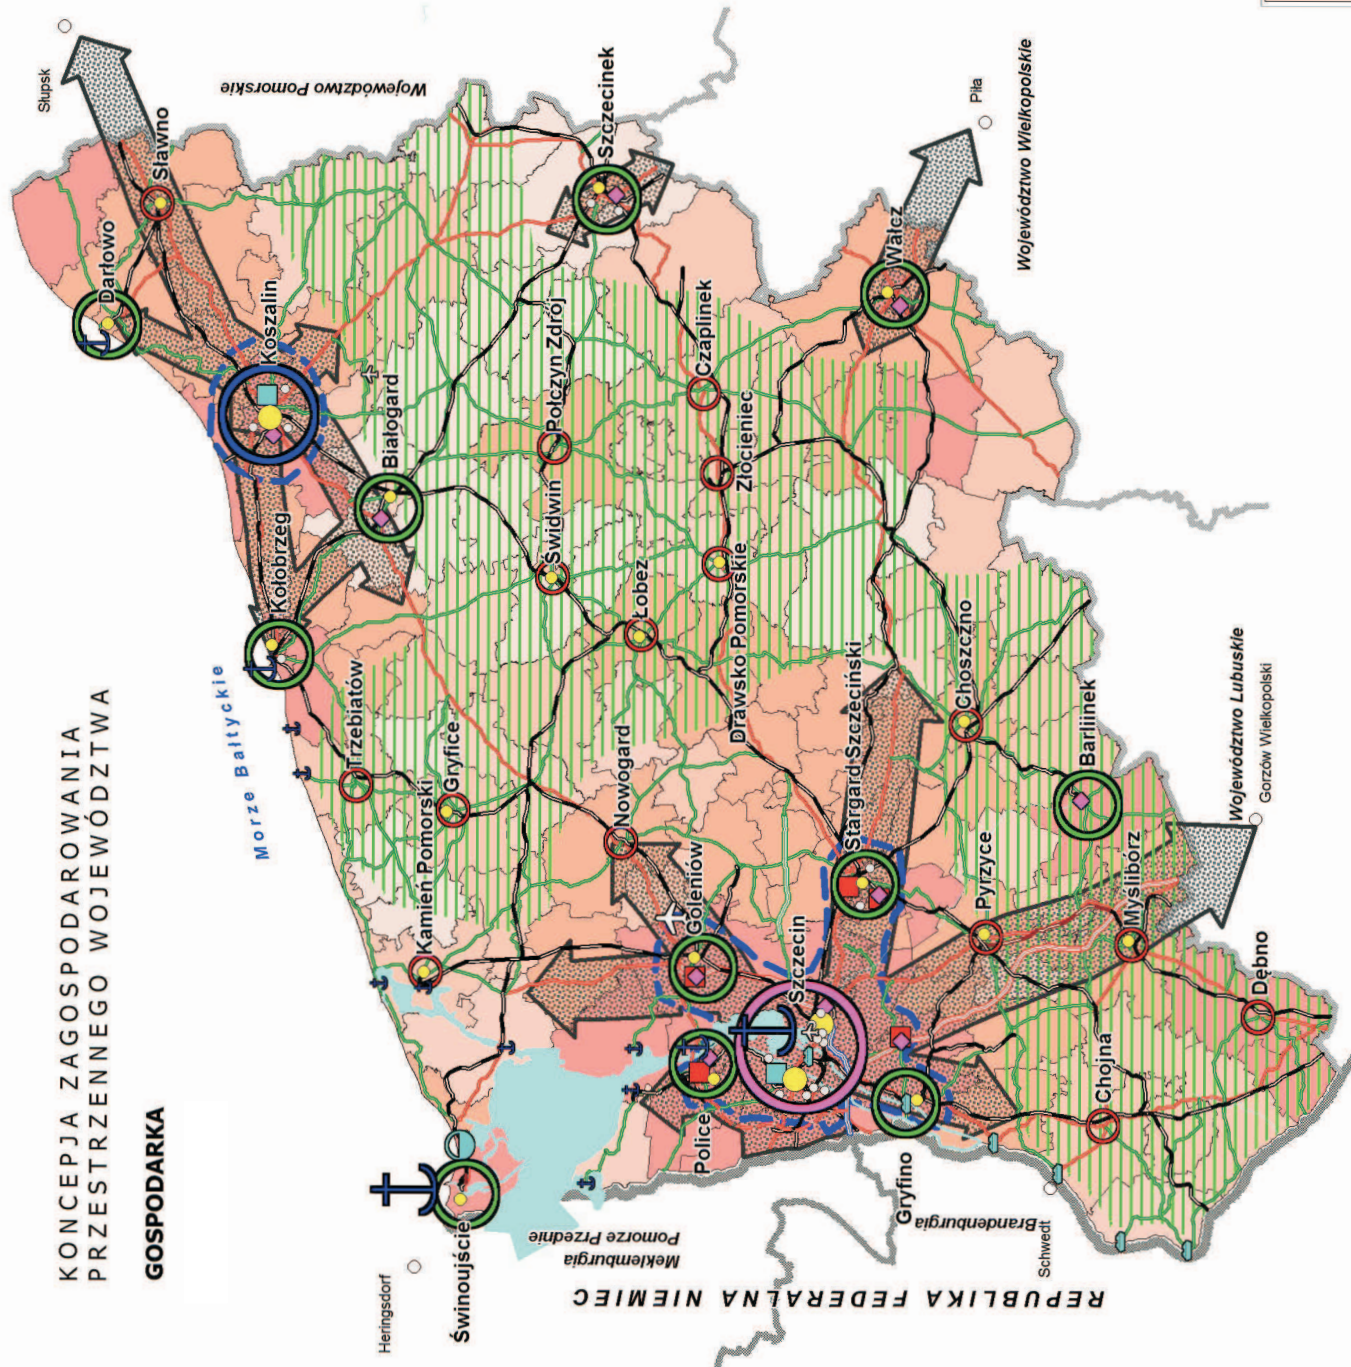 KONCEPCJA ZAGOSPODAROWANIA
PRZESTRZENNEGO WOJEWÓDZTWA
GOSPODARKA
Morze Bałtyckie
Słupsk
Sławno
Darłowo
Koszalin
Województwo Pomorskie
Szczecinek
Białogard
Kołobrzeg
Połczyn Zdrój
Świdwin
Czaplinek
Złocieniec
Wałcz
Piła
Województwo Wielkopolskie
Łobez
Drawsko Pomorskie
Trzebiatów
Gryfice
Kamień Pomorski
Nowogard
Goleniów
Stargard Szczeciński
Choszczno
Barliinek
Pyrzyce
Myślibórz
Województwo Lubuskie
Gorzów Wielkopolski
Dębno
Szczecin
Police
Gryfino
Chojna
Świnoujście
Heringsdorf
Meklemburgia
Pomorze Przednie
Brandenburgia
Schwedt
REPUBLIKA FEDERALNA NIEMIEC